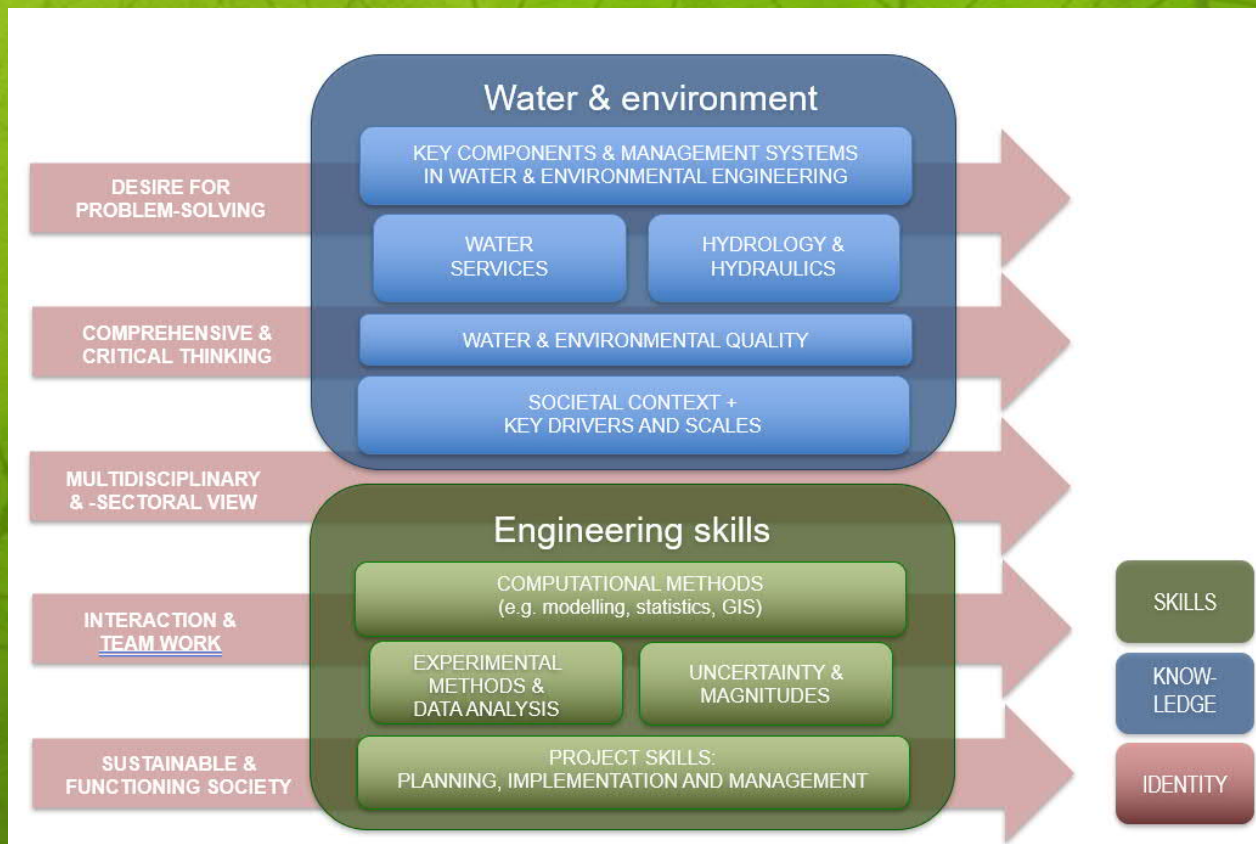 Water & environment
KEY COMPONENTS & MANAGEMENT SYSTEMS
IN WATER & ENVIRONMENTAL ENGINEERING
DESIRE FOR
PROBLEM-SOLVING
WATER
SERVICES
HYDROLOGY &
HYDRAULICS
COMPREHENSIVE &
CRITICAL THINKING
WATER & ENVIRONMENTAL QUALITY
SOCIETAL CONTEXT +
KEY DRIVERS AND SCALES
MULTIDISCIPLINARY
& -SECTORAL VIEW
Engineering skills
COMPUTATIONAL METHODS
(e.g. modelling, statistics, GIS)
INTERACTION &
TEAM WORK
EXPERIMENTAL
METHODS &
DATA ANALYSIS
UNCERTAINTY &
MAGNITUDES
SUSTAINABLE &
FUNCTIONING SOCIETY
PROJECT SKILLS:
PLANNING, IMPLEMENTATION AND MANAGEMENT
SKILLS
KNOW-
LEDGE
IDENTITY